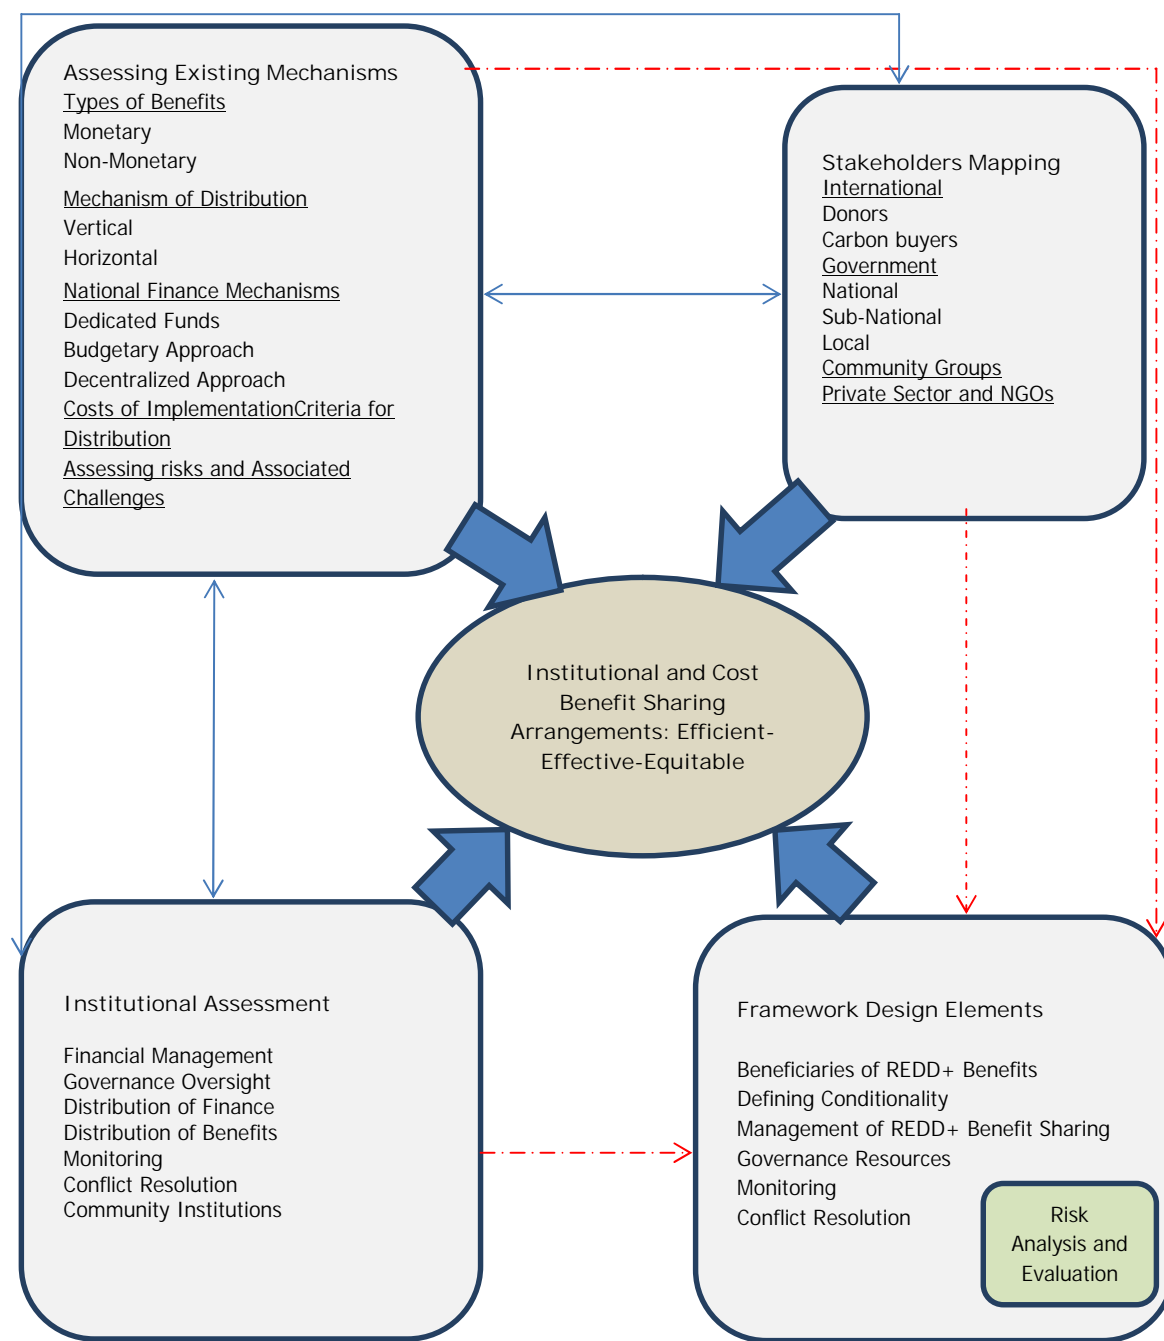 Assessing Existing Mechanisms
Types of Benefits
Monetary
Non-Monetary
Mechanism of Distribution
Vertical
Horizontal
National Finance Mechanisms
Dedicated Funds
Budgetary Approach
Decentralized Approach
Costs of ImplementationCriteria for
Distribution
Assessing risks and Associated
Challenges
Stakeholders Mapping
International
Donors
Carbon buyers
Government
National
Sub-National
Local
Community Groups
Private Sector and NGOs
Institutional and Cost
Benefit Sharing
Arrangements: Efficient-
Effective-Equitable
Institutional Assessment
Financial Management
Governance Oversight
Distribution of Finance
Distribution of Benefits
Monitoring
Conflict Resolution
Community Institutions
Framework Design Elements
Beneficiaries of REDD+ Benefits
Defining Conditionality
Management of REDD+ Benefit Sharing
Governance Resources
Monitoring
Conflict Resolution
Risk
Analysis and
Evaluation